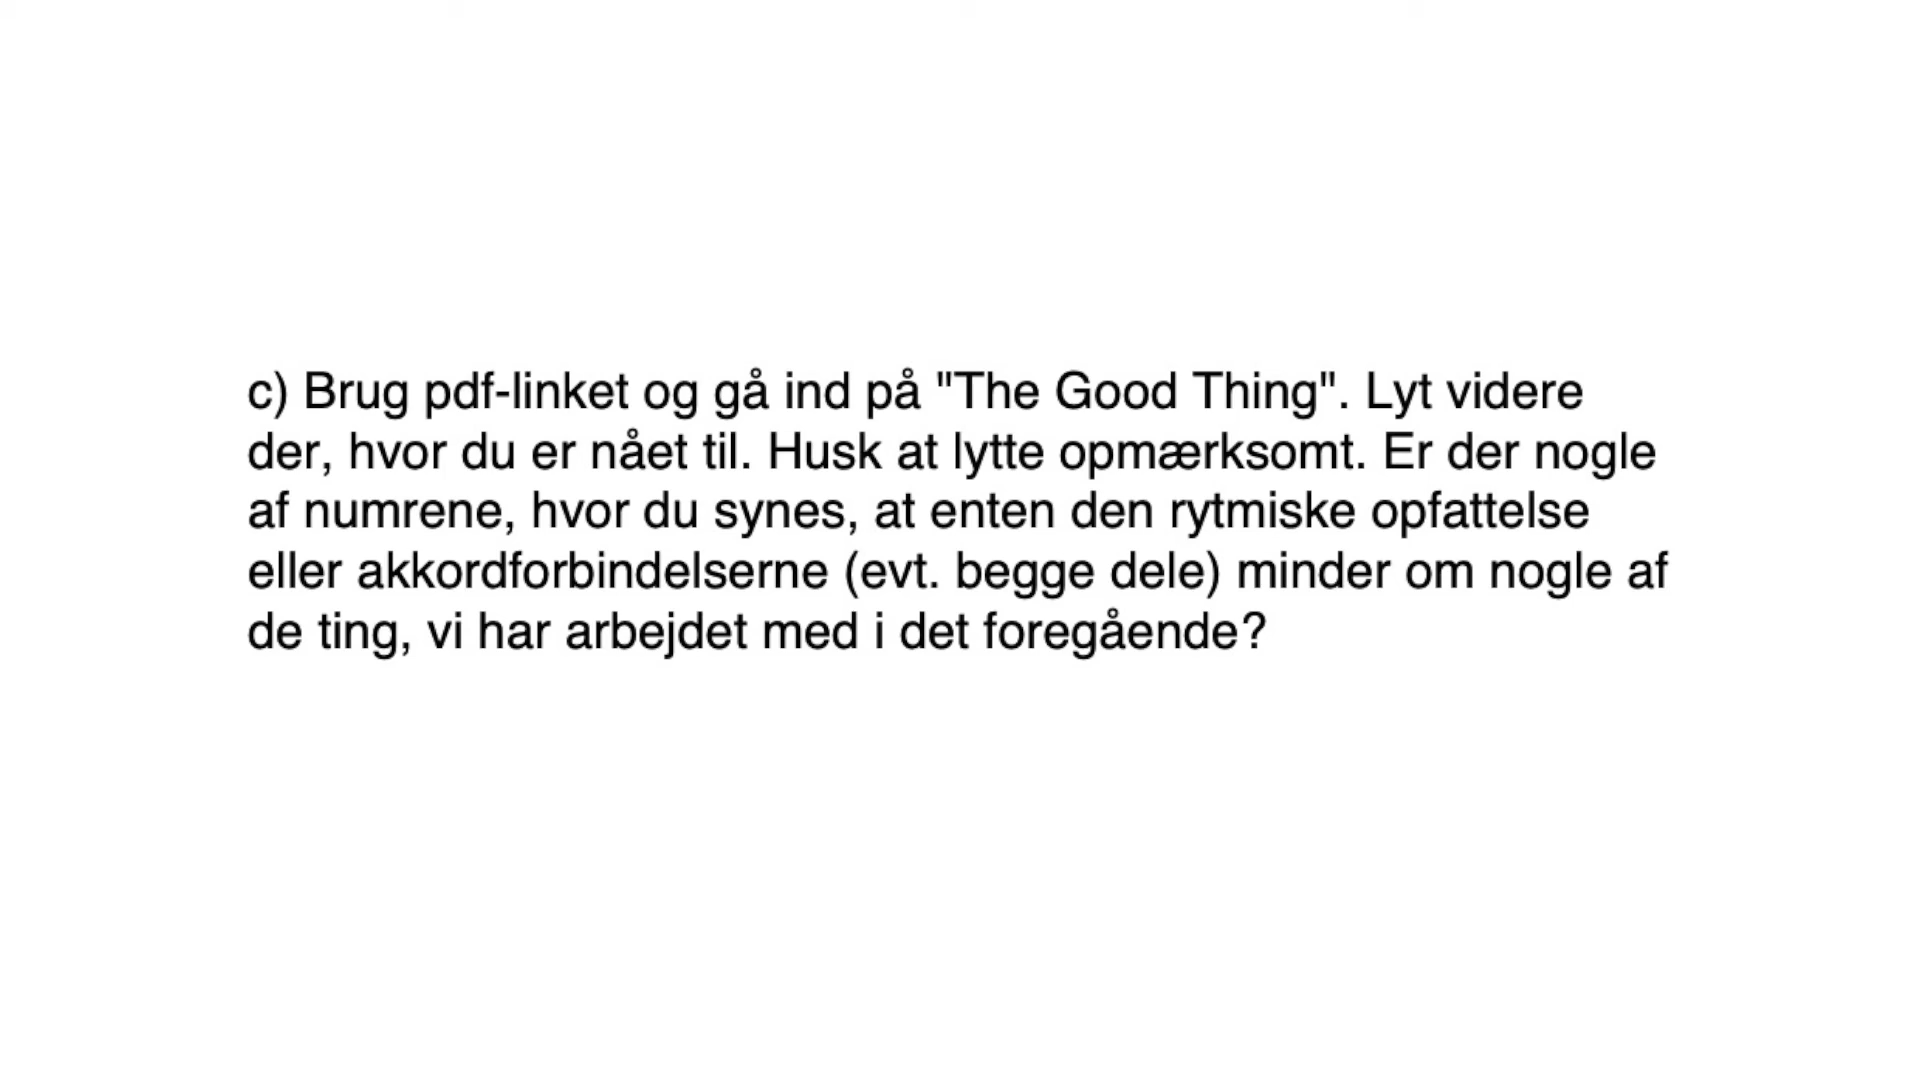 c) Brug pdf-linket og gå ind på "The Good Thing". Lyt videre
der, hvor du er nået til. Husk at lytte opmærksomt. Er der nogle
af numrene, hvor du synes, at enten den rytmiske opfattelse
eller akkordforbindelserne (evt. begge dele) minder om nogle af
de ting, vi har arbejdet med i det foregående?